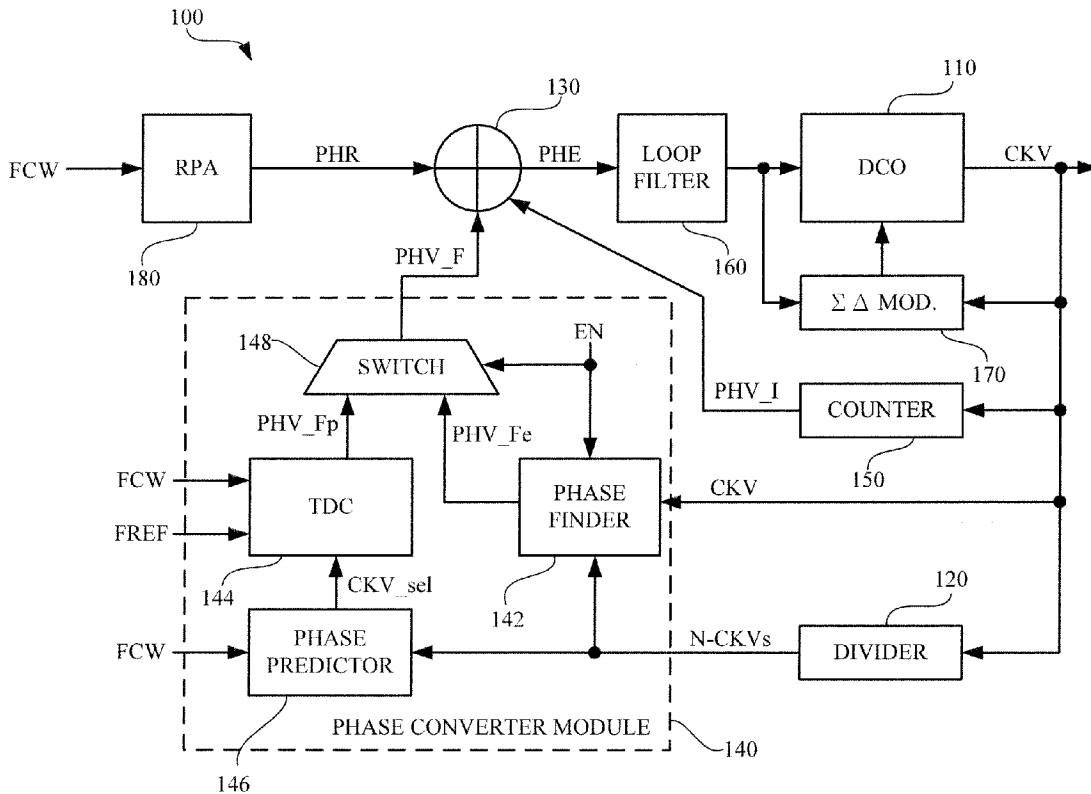 100
130
110
FCW
RPA
PHR
PHE
LOOP
FILTER
DCO
CKV
180
PHV_F
160
Σ Δ MOD.
148
EN
SWITCH
170
PHV_I
COUNTER
PHV_Fp
PHV_Fe
150
FCW
TDC
PHASE
FINDER
CKV
FREF
144
CKV_sel
142
120
FCW
PHASE
PREDICTOR
N-CKVs
DIVIDER
PHASE CONVERTER MODULE
140
146